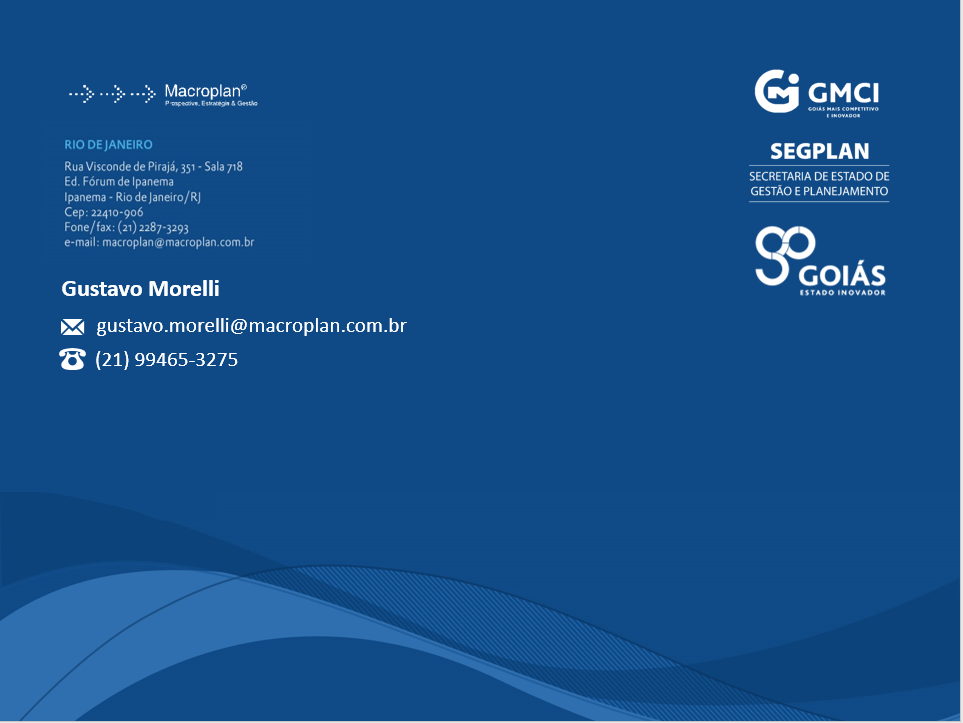 Macroplan®
Prospectiva, Estratégia & Gestão
RIO DE JANEIRO
Rua Visconde de Pirajá, 351 - Sala 718
Ed. Fórum de Ipanema
Ipanema - Rio de Janeiro/RJ
Cep: 22410-906
Fone/fax: (21) 2287-3293
e-mail: macroplan@macroplan.com.br
Gustavo Morelli
gustavo.morelli@macroplan.com.br
(21) 99465-3275
GMCI
GOIÁS MAIS COMPETITIVO
E INOVADOR
SEGPLAN
SECRETARIA DE ESTADO DE
GESTÃO E PLANEJAMENTO
GOIÁS
ESTADO INOVADOR